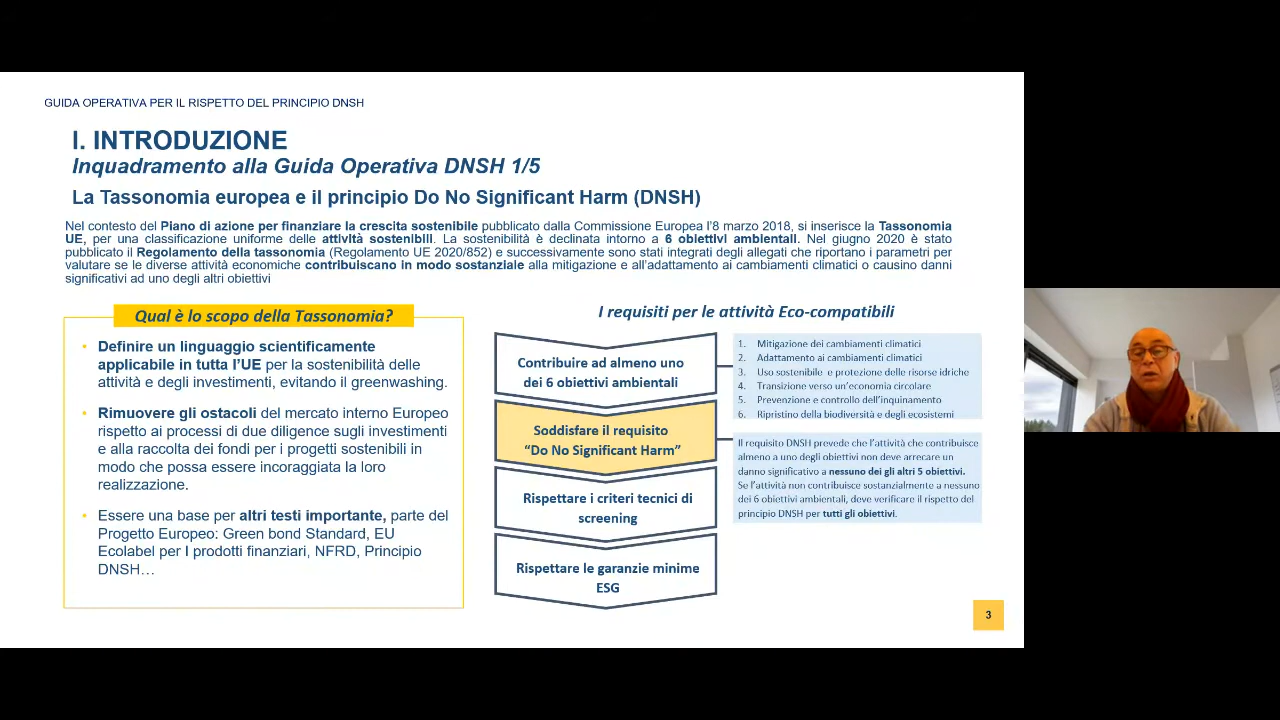 GUIDA OPERATIVA PER IL RISPETTO DEL PRINCIPIO DNSH
I. INTRODUZIONE
Inquadramento alla Guida Operativa DNSH 1/5
La Tassonomia europea e il principio Do No Significant Harm (DNSH)
Nel contesto del Piano di azione per finanziare la crescita sostenibile pubblicato dalla Commissione Europea l'8 marzo 2018, si inserisce la Tassonomia
UE, per una classificazione uniforme delle attività sostenibili. La sostenibilità è declinata intorno a 6 obiettivi ambientali. Nel giugno 2020 è stato
pubblicato il Regolamento della tassonomia (Regolamento UE 2020/852) e successivamente sono stati integrati degli allegati che riportano i parametri per
valutare se le diverse attività economiche contribuiscano in modo sostanziale alla mitigazione e all'adattamento ai cambiamenti climatici o causino danni
significativi ad uno degli altri obiettivi
Qual è lo scopo della Tassonomia?
• Definire un linguaggio scientificamente
applicabile in tutta l'UE per la sostenibilità delle
attività e degli investimenti, evitando il greenwashing.
• Rimuovere gli ostacoli del mercato interno Europeo
rispetto ai processi di due diligence sugli investimenti
e alla raccolta dei fondi per i progetti sostenibili in
modo che possa essere incoraggiata la loro
realizzazione.
• Essere una base per altri testi importante, parte del
Progetto Europeo: Green bond Standard, EU
Ecolabel per I prodotti finanziari, NFRD, Principio
DNSH…
I requisiti per le attività Eco-compatibili
Contribuire ad almeno uno
dei 6 obiettivi ambientali
Soddisfare il requisito
“Do No Significant Harm”
Rispettare i criteri tecnici di
screening
Rispettare le garanzie minime
ESG
1. Mitigazione dei cambiamenti climatici
2. Adattamento ai cambiamenti climatici
3. Uso sostenibile e protezione delle risorse idriche
4. Transizione verso un'economia circolare
5. Prevenzione e controllo dell'inquinamento
6. Ripristino della biodiversità e degli ecosistemi
Il requisito DNSH prevede che l'attività che contribuisce
almeno a uno degli obiettivi non deve arrecare un
danno significativo a nessuno dei gli altri 5 obiettivi.
Se l'attività non contribuisce sostanzialmente a nessuno
dei 6 obiettivi ambientali, deve verificare il rispetto del
principio DNSH per tutti gli obiettivi.
3